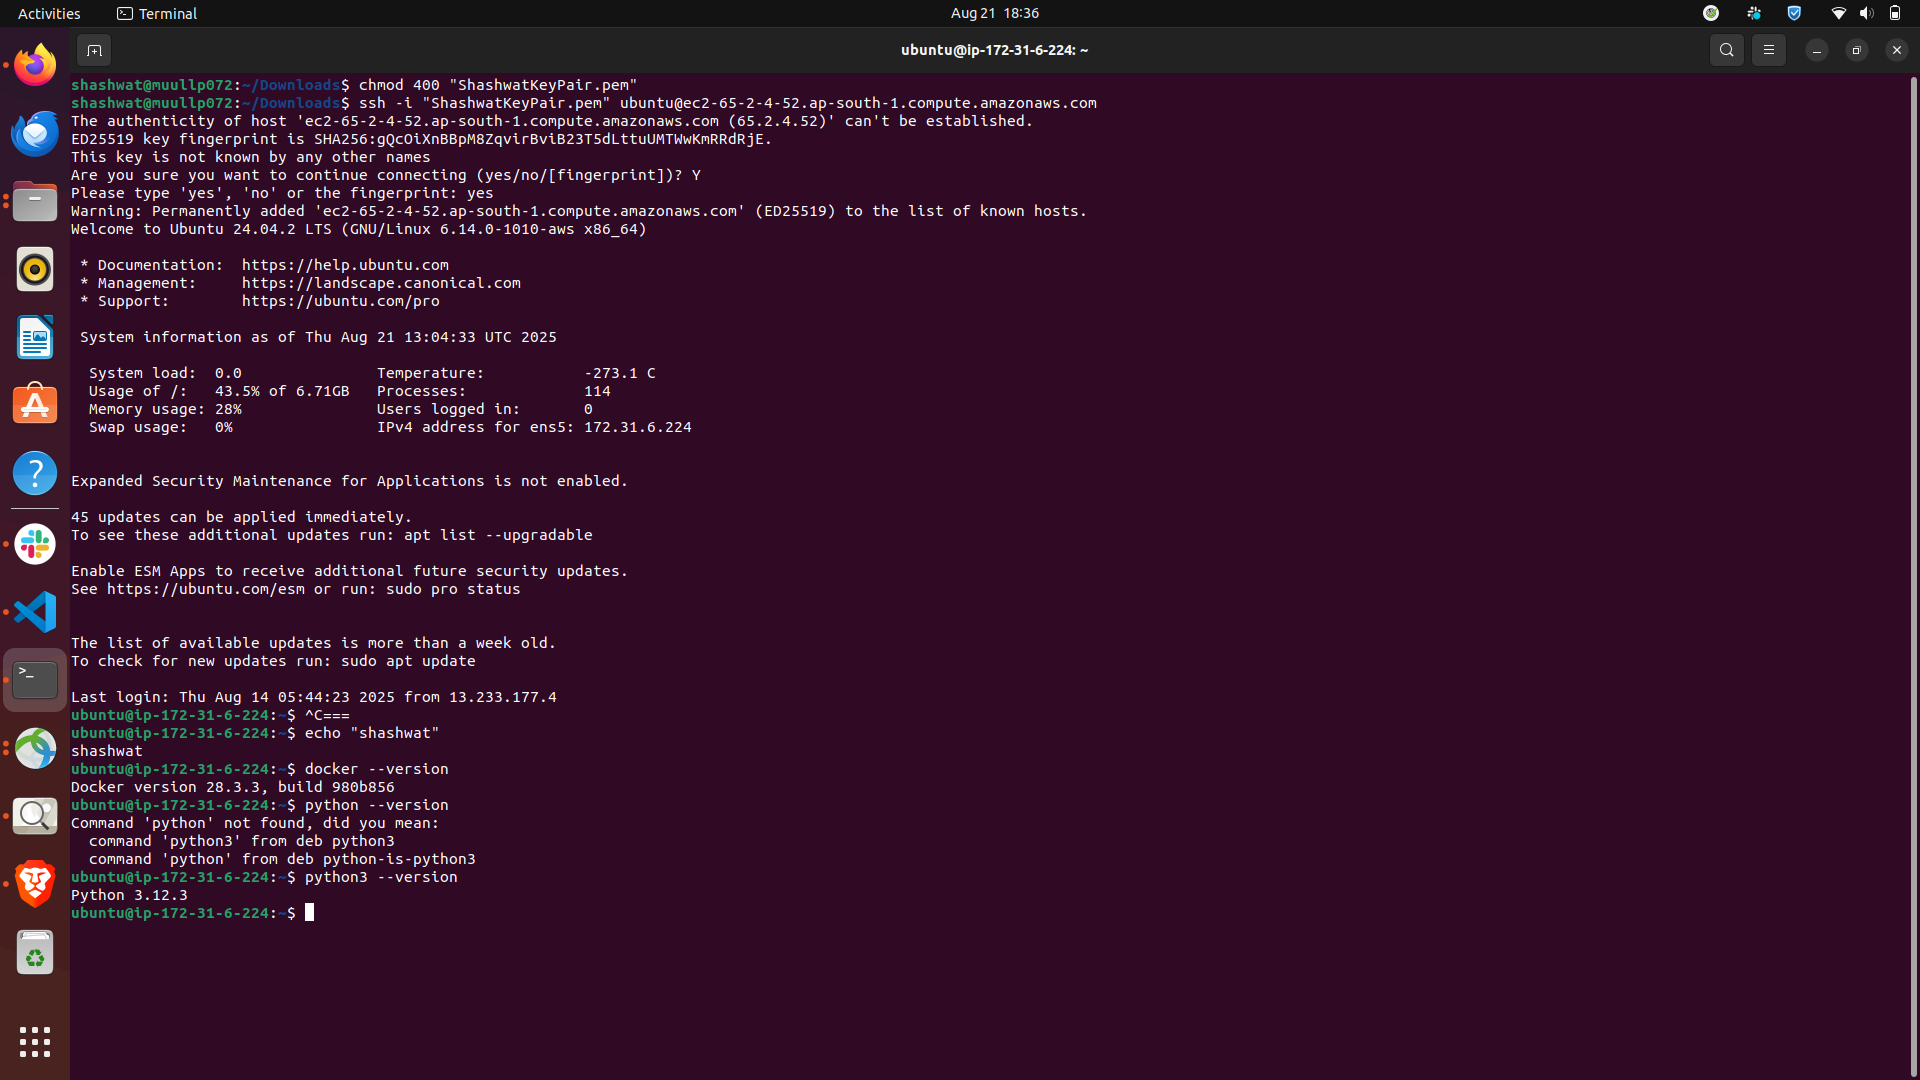 Activities Terminal Aug 21 18:36
ubuntu@ip-172-31-6-224: ~
shashwat@muullp072:~/Downloads$ chmod 400 "ShashwatKeyPair.pem"
shashwat@muullp072:~/Downloads$ ssh -i "ShashwatKeyPair.pem" ubuntu@ec2-65-2-4-52.ap-south-1.compute.amazonaws.com
The authenticity of host 'ec2-65-2-4-52.ap-south-1.compute.amazonaws.com (65.2.4.52)' can't be established.
ED25519 key fingerprint is SHA256:gQcOiXnBBpM8ZqvirBviB23T5dLttuUMTWwKmRRdRjE.
This key is not known by any other names
Are you sure you want to continue connecting (yes/no/[fingerprint])? Y
Please type 'yes', 'no' or the fingerprint: yes
Warning: Permanently added 'ec2-65-2-4-52.ap-south-1.compute.amazonaws.com' (ED25519) to the list of known hosts.
Welcome to Ubuntu 24.04.2 LTS (GNU/Linux 6.14.0-1010-aws x86_64)
* Documentation:  https://help.ubuntu.com
* Management:     https://landscape.canonical.com
* Support:        https://ubuntu.com/pro
System information as of Thu Aug 21 13:04:33 UTC 2025
System load:  0.0               Temperature:           -273.1 C
Usage of /:   43.5% of 6.71GB   Processes:             114
Memory usage: 28%               Users logged in:       0
Swap usage:   0%                IPv4 address for ens5: 172.31.6.224
Expanded Security Maintenance for Applications is not enabled.
45 updates can be applied immediately.
To see these additional updates run: apt list --upgradable
Enable ESM Apps to receive additional future security updates.
See https://ubuntu.com/esm or run: sudo pro status
The list of available updates is more than a week old.
To check for new updates run: sudo apt update
Last login: Thu Aug 14 05:44:23 2025 from 13.233.177.4
ubuntu@ip-172-31-6-224:~$ ^C===
ubuntu@ip-172-31-6-224:~$ echo "shashwat"
shashwat
ubuntu@ip-172-31-6-224:~$ docker --version
Docker version 28.3.3, build 980b856
ubuntu@ip-172-31-6-224:~$ python --version
Command 'python' not found, did you mean:
command 'python3' from deb python3
command 'python' from deb python-is-python3
ubuntu@ip-172-31-6-224:~$ python3 --version
Python 3.12.3
ubuntu@ip-172-31-6-224:~$